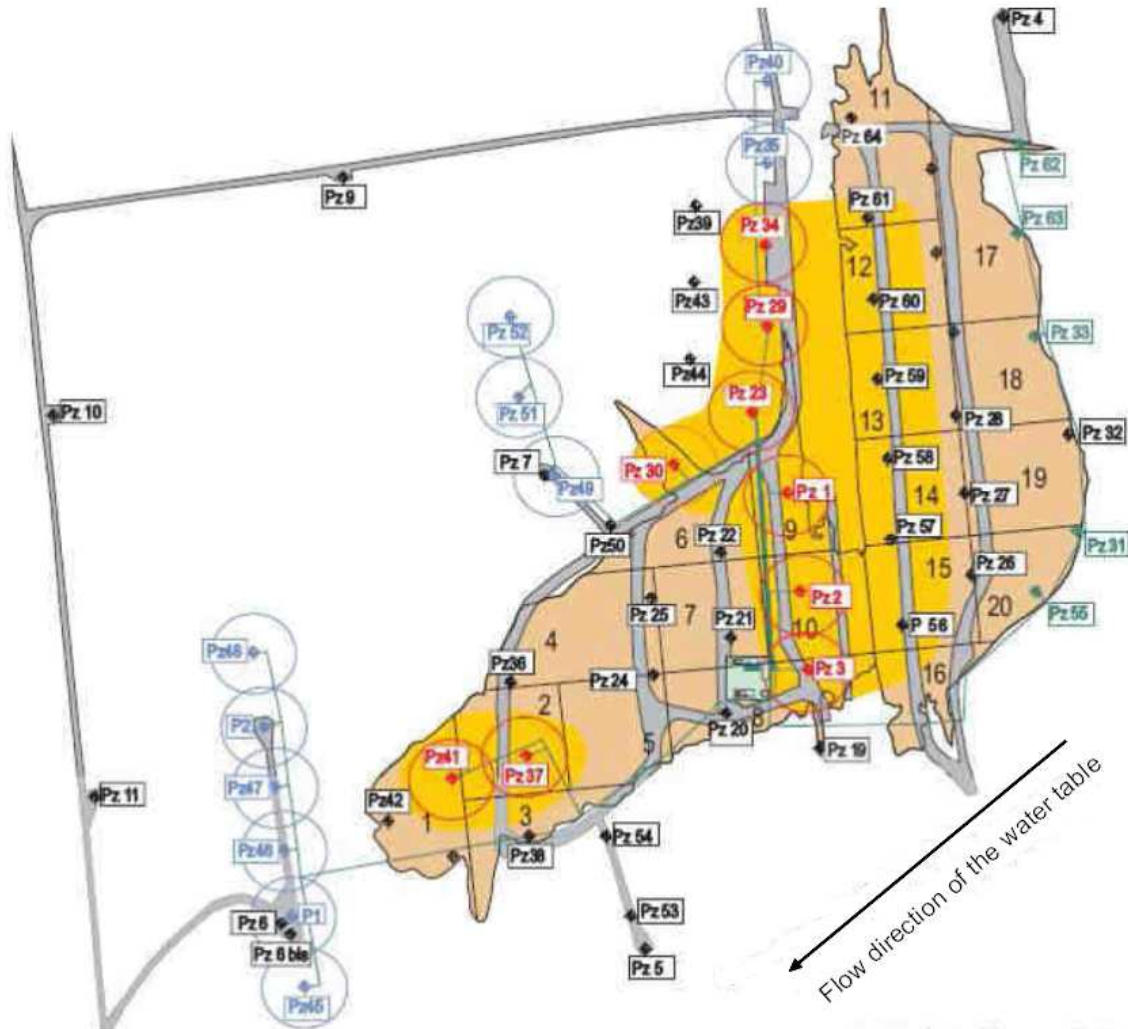 Pz 4
Pz40
11
Pz 64
Pz35
Pz 62
Pz 9
Pz39
Pz 34
Pz 61
Pz 63
17
12
Pz43
Pz 60
Pz 52
Pz 29
Pz 33
Pz44
Pz 59
18
Pz 51
Pz 23
Pz 10
13
Pz 28
Pz 32
Pz 7
Pz 30
Pz 58
Pz49
Pz 1
14
Pz 27
19
Pz50
6
Pz 22
9
Pz 57
Pz 31
15
Pz 26
Pz 2
20
Pz 55
Pz 25
7
4
Pz 21
10
P 56
Pz48
Pz36
Pz 24
Pz 3
16
2
P2
8
Pz 20
5
Pz 19
Pz41
Pz 37
Pz47
Pz 11
Pz42
1
3
Pz 54
Pz46
Pz38
P1
Pz 6
Pz 6 bis
Pz 53
Pz 5
Pz45
Flow direction of the water table